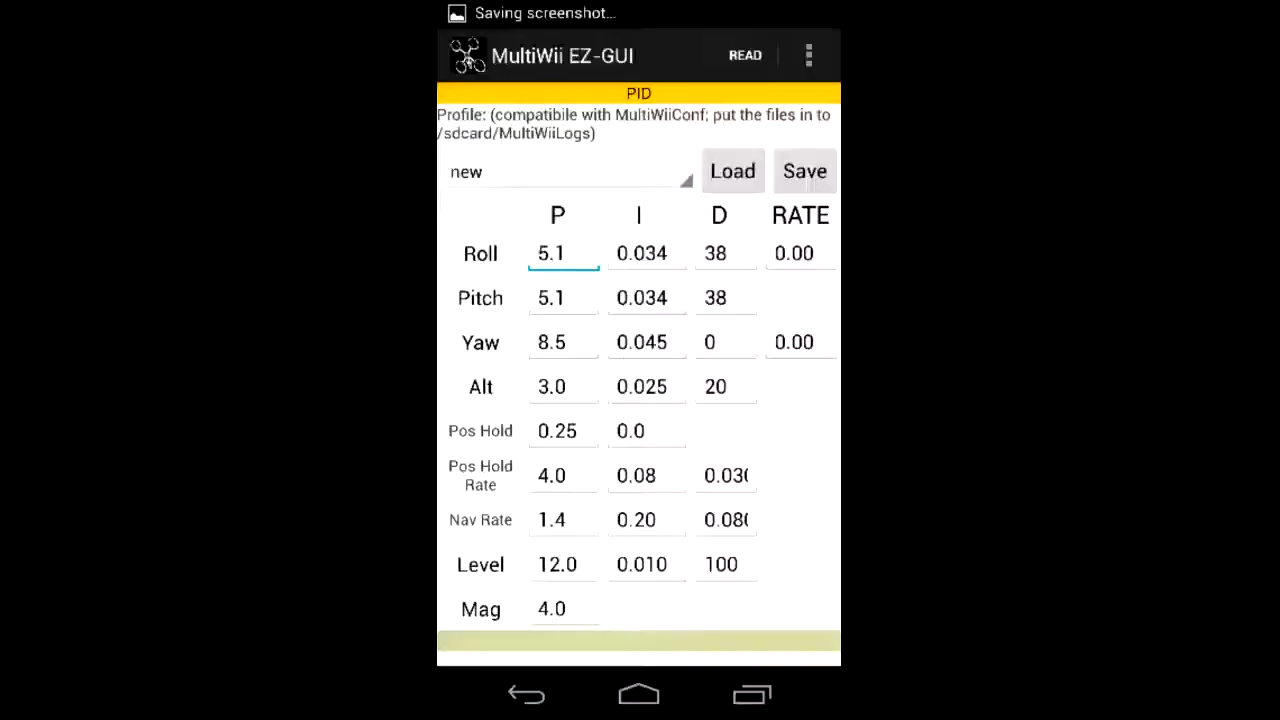 Saving screenshot...
MultiWii EZ-GUI READ
PID
Profile: (compatibile with MultiWiiConf; put the files in to
/sdcard/MultiWiiLogs)
new Load Save
P I D RATE
Roll 5.1 0.034 38 0.00
Pitch 5.1 0.034 38
Yaw 8.5 0.045 0 0.00
Alt 3.0 0.025 20
Pos Hold 0.25 0.0
Pos Hold
Rate 4.0 0.08
Nav Rate 1.4 0.20
Level 12.0 0.010 100
Mag 4.0